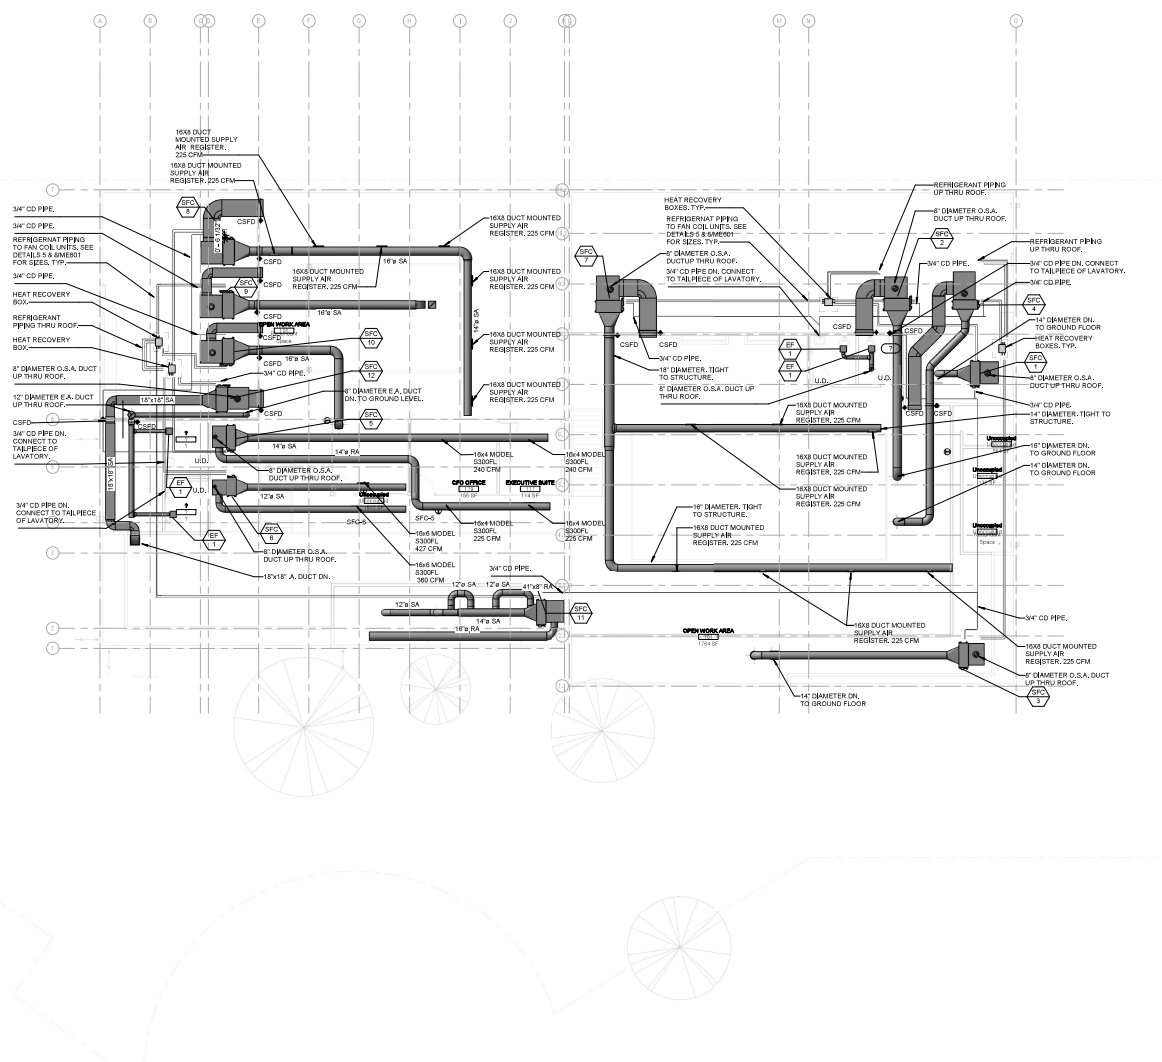 A
B
E
F
G
H
I
J
M
N
Q
16X8 DUCT
MOUNTED SUPPLY
AIR REGISTER.
225 CFM
16X8 DUCT MOUNTED
SUPPLY AIR
REGISTER. 225 CFM
SFC
8
3/4" CD PIPE.
3/4" CD PIPE.
REFRIGERNAT PIPING
TO FAN COIL UNITS. SEE
DETAILS 5 & 8/ME601
FOR SIZES. TYP.
3/4" CD PIPE.
HEAT RECOVERY
BOX.
REFRIGERANT
PIPING THRU ROOF.
HEAT RECOVERY
BOX.
8" DIAMETER O.S.A. DUCT
UP THRU ROOF.
12" DIAMETER E.A. DUCT
UP THRU ROOF.
CSFD
3/4" CD PIPE DN.
CONNECT TO
TAILPIECE OF
LAVATORY.
3/4" CD PIPE DN.
CONNECT TO TAILPIECE
OF LAVATORY.
CSFD
CSFD
16"ø SA
16X8 DUCT MOUNTED
SUPPLY AIR
REGISTER. 225 CFM
CSFD
SFC
9
16"ø SA
OPEN WORK AREA
Space
SFC
10
CSFD
16"ø SA
SFC
12
3/4" CD PIPE.
8" DIAMETER E.A. DUCT
DN. TO GROUND LEVEL.
18"x18" SA
CSFD
CSFD
SFC
5
18"x18" SA
14"ø SA
14"ø RA
U.D.
8" DIAMETER O.S.A.
DUCT UP THRU ROOF.
EF
1
U.D.
12"ø SA
Unoccupied
SFC-5
SFC-5
EF
1
SFC
6
8" DIAMETER O.S.A.
DUCT UP THRU ROOF.
18"x18" .A. DUCT DN.
16X8 DUCT MOUNTED
SUPPLY AIR
REGISTER. 225 CFM
16X8 DUCT MOUNTED
SUPPLY AIR
REGISTER. 225 CFM
14"ø SA
16X8 DUCT MOUNTED
SUPPLY AIR
REGISTER. 225 CFM
16X8 DUCT MOUNTED
SUPPLY AIR
REGISTER. 225 CFM
16x4 MODEL
S300FL
240 CFM
16x4 MODEL
S300FL
240 CFM
CFO OFFICE
155 SF
EXECUTIVE SUITE
114 SF
16x4 MODEL
S300FL
225 CFM
16x4 MODEL
S300FL
225 CFM
16x6 MODEL
S300FL
427 CFM
16x6 MODEL
S300FL
360 CFM
3/4" CD PIPE.
12"ø SA
12"ø SA
41"x8" RA
12"ø SA
14"ø SA
16"ø RA
SFC
11
HEAT RECOVERY
BOXES. TYP.
REFRIGERNAT PIPING
TO FAN COIL UNITS. SEE
DETAILS 5 & 8/ME601
FOR SIZES. TYP.
SFC
7
8" DIAMETER O.S.A.
DUCTUP THRU ROOF.
3/4" CD PIPE DN. CONNECT
TO TAILPIECE OF LAVATORY.
CSFD
3/4" CD PIPE.
18" DIAMETER. TIGHT
TO STRUCTURE.
8" DIAMETER O.S.A. DUCT UP
THRU ROOF.
EF
1
EF
1
U.D.
U.D.
CSFD
CSFD
CSFD
CSFD
REFRIGERANT PIPING
UP THRU ROOF.
8" DIAMETER O.S.A.
DUCT UP THRU ROOF.
SFC
2
REFRIGERANT PIPING
UP THRU ROOF.
3/4" CD PIPE.
3/4" CD PIPE DN. CONNECT
TO TAILPIECE OF LAVATORY.
3/4" CD PIPE.
SFC
4
14" DIAMETER DN.
TO GROUND FLOOR
HEAT RECOVERY
BOXES. TYP.
SFC
1
8" DIAMETER O.S.A.
DUCT UP THRU ROOF.
3/4" CD PIPE.
14" DIAMETER. TIGHT TO
STRUCTURE.
16" DIAMETER DN.
TO GROUND FLOOR
14" DIAMETER DN.
TO GROUND FLOOR
Unoccupied
Unoccupied
Unoccupied
Space
16X8 DUCT MOUNTED
SUPPLY AIR
REGISTER. 225 CFM
16X8 DUCT MOUNTED
SUPPLY AIR
REGISTER. 225 CFM
16X8 DUCT MOUNTED
SUPPLY AIR
REGISTER. 225 CFM
16" DIAMETER. TIGHT
TO STRUCTURE.
16X8 DUCT MOUNTED
SUPPLY AIR
REGISTER. 225 CFM
OPEN WORK AREA
1764 SF
16X8 DUCT MOUNTED
SUPPLY AIR
REGISTER. 225 CFM
3/4" CD PIPE.
16X8 DUCT MOUNTED
SUPPLY AIR
REGISTER. 225 CFM
8" DIAMETER O.S.A. DUCT
UP THRU ROOF.
SFC
3
14" DIAMETER DN.
TO GROUND FLOOR